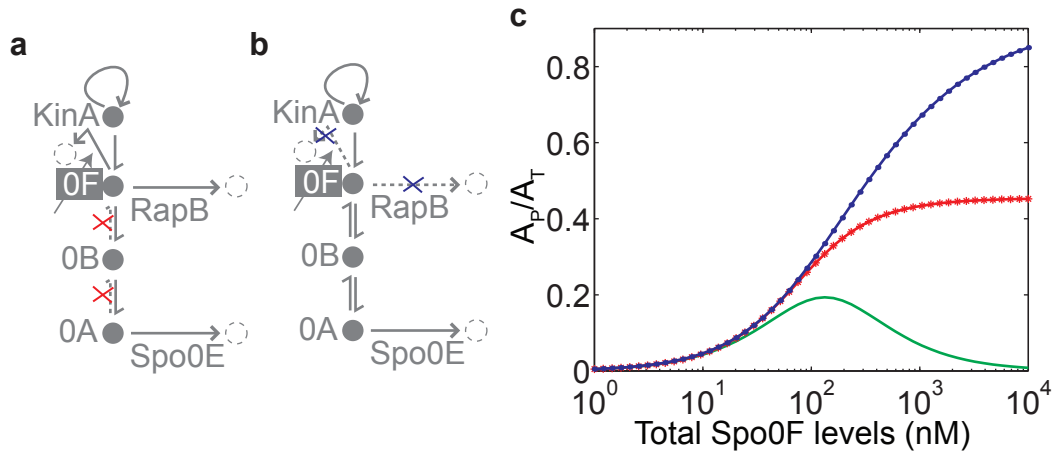 a
KinA
0F
RapB
0B
0A
Spo0E
b
KinA
0F
RapB
0B
0A
Spo0E
c
A_P/A_T
0.8
0.6
0.4
0.2
0
10^0
10^1
10^2
10^3
10^4
Total Spo0F levels (nM)